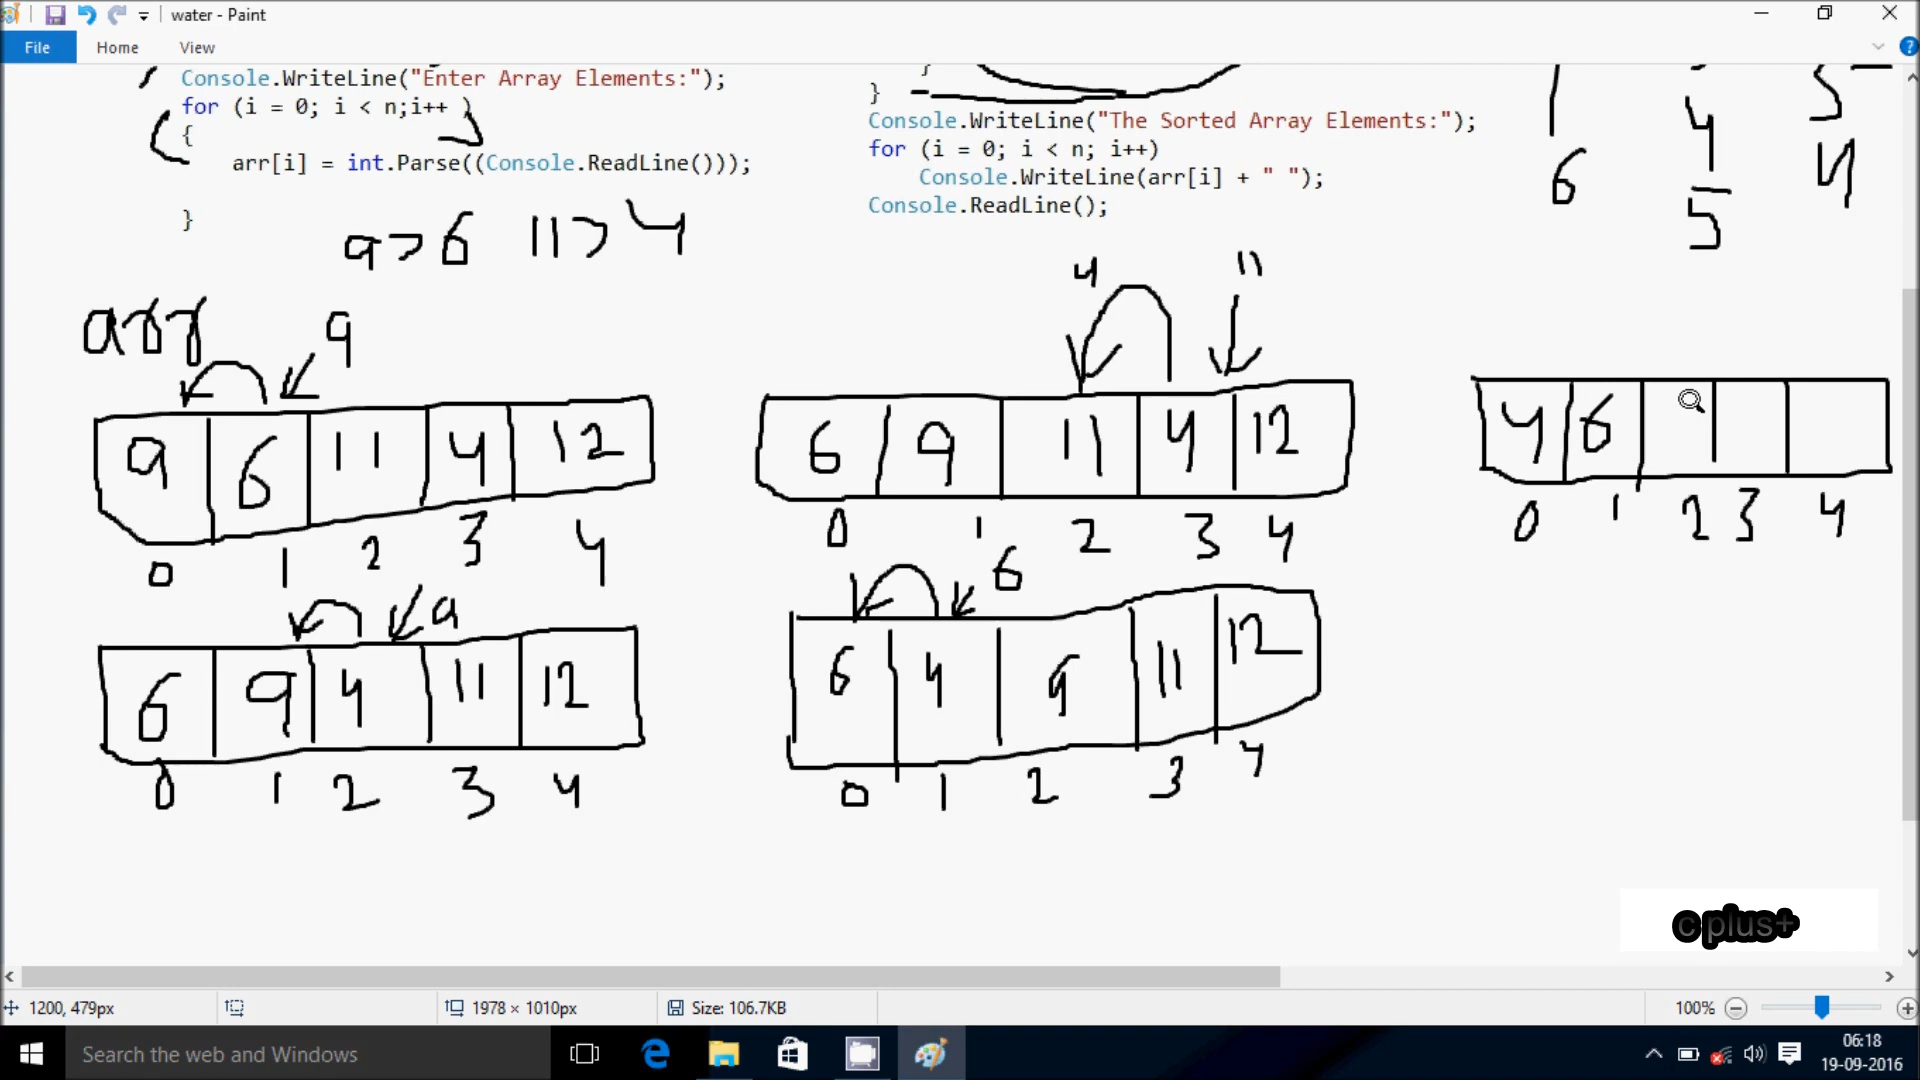 water - Paint
File Home View
Console.WriteLine("Enter Array Elements:");
for (i = 0; i < n;i++ )
{
arr[i] = int.Parse((Console.ReadLine()));
}
}
}
Console.WriteLine("The Sorted Array Elements:");
for (i = 0; i < n; i++)
Console.WriteLine(arr[i] + " ");
Console.ReadLine();
6
4
5
5
4
9 > 6 11 > 4
arr
9
9 6 11 4 12
0 1 2 3 4
4 11
6 9 11 4 12
0 1 2 3 4
4 6
0 1 2 3 4
9
6 9 4 11 12
0 1 2 3 4
6
6 4 9 11 12
0 1 2 3 4
c plus+
1200, 479px
1978 × 1010px
Size: 106.7KB
100%
Search the web and Windows
06:18
19-09-2016